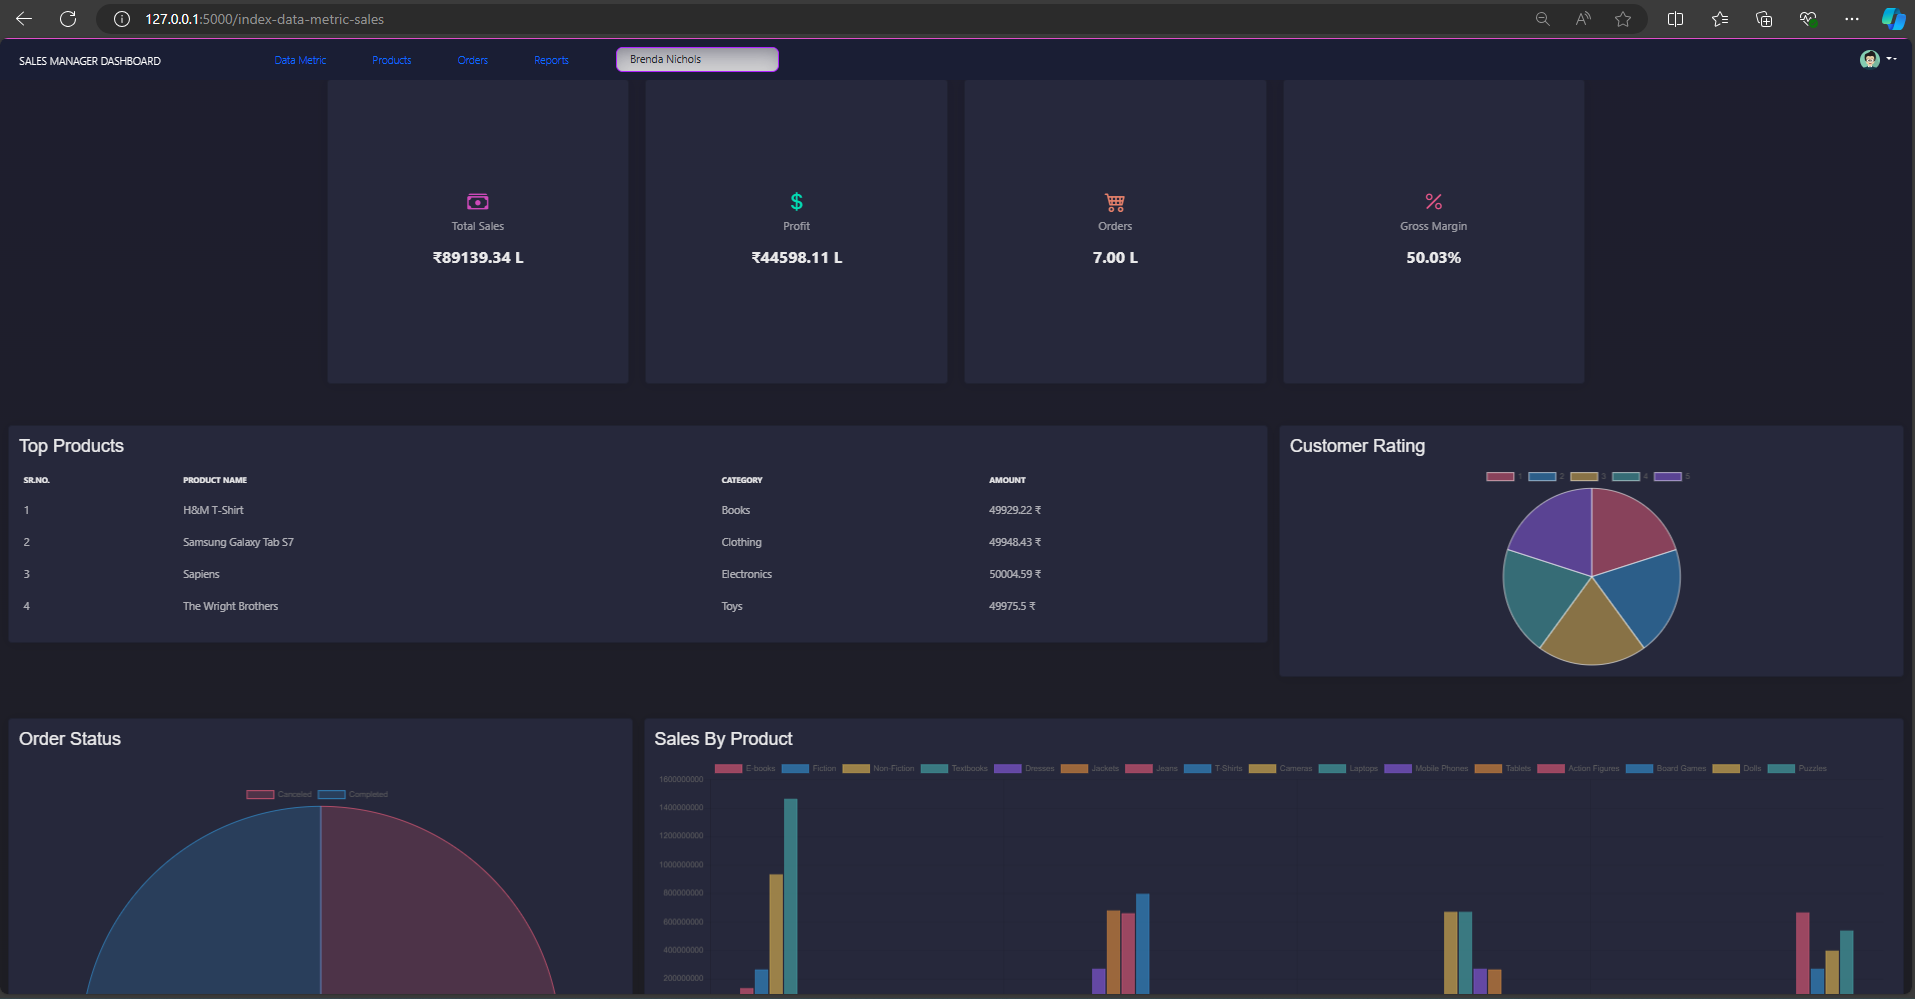 127.0.0.1:5000/index-data-metric-sales
SALES MANAGER DASHBOARD Data Metric Products Orders Reports Brenda Nichols
Total Sales Profit Orders Gross Margin
₹89139.34 L ₹44598.11 L 7.00 L 50.03%
Top Products
SR.NO. PRODUCT NAME CATEGORY AMOUNT
1 H&M T-Shirt Books 49929.22 ₹
2 Samsung Galaxy Tab S7 Clothing 49948.43 ₹
3 Sapiens Electronics 50004.59 ₹
4 The Wright Brothers Toys 49975.5 ₹
Customer Rating
1 2 3 4 5
Order Status
Canceled Completed
Sales By Product
E-books Fiction Non-Fiction Textbooks Dresses Jackets Jeans T-Shirts Cameras Laptops Mobile Phones Tablets Action Figures Board Games Dolls Puzzles
1600000000
1400000000
1200000000
1000000000
800000000
600000000
400000000
200000000